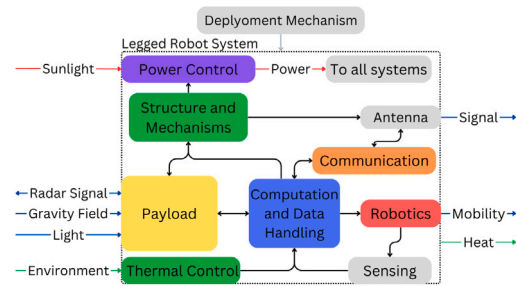 Deplyoment Mechanism
Legged Robot System
Sunlight
Power Control
Power
To all systems
Structure and
Mechanisms
Antenna
Signal
Communication
Radar Signal
Gravity Field
Light
Payload
Computation
and Data
Handling
Robotics
Mobility
Heat
Environment
Thermal Control
Sensing